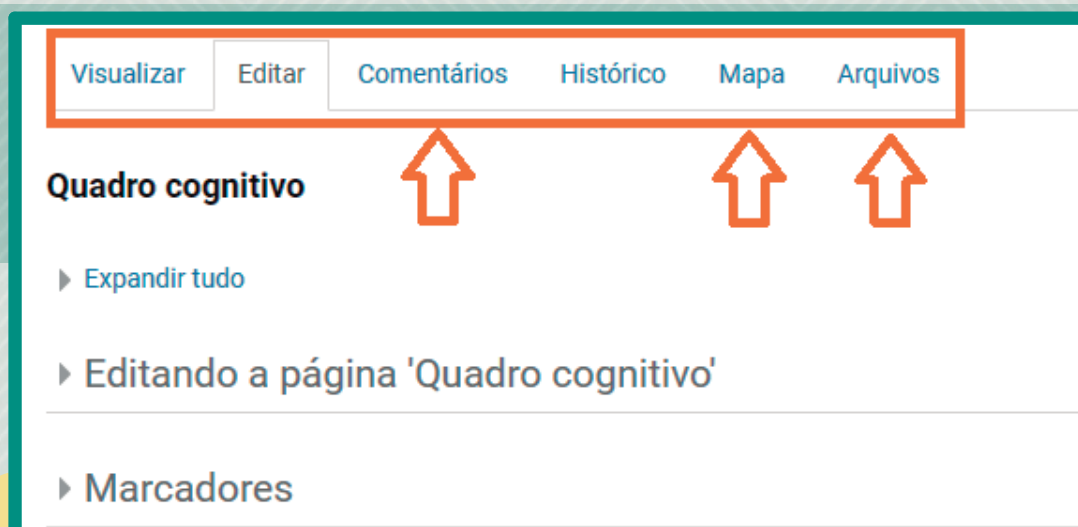 Visualizar Editar Comentários Histórico Mapa Arquivos
Quadro cognitivo
Expandir tudo
Editando a página 'Quadro cognitivo'
Marcadores